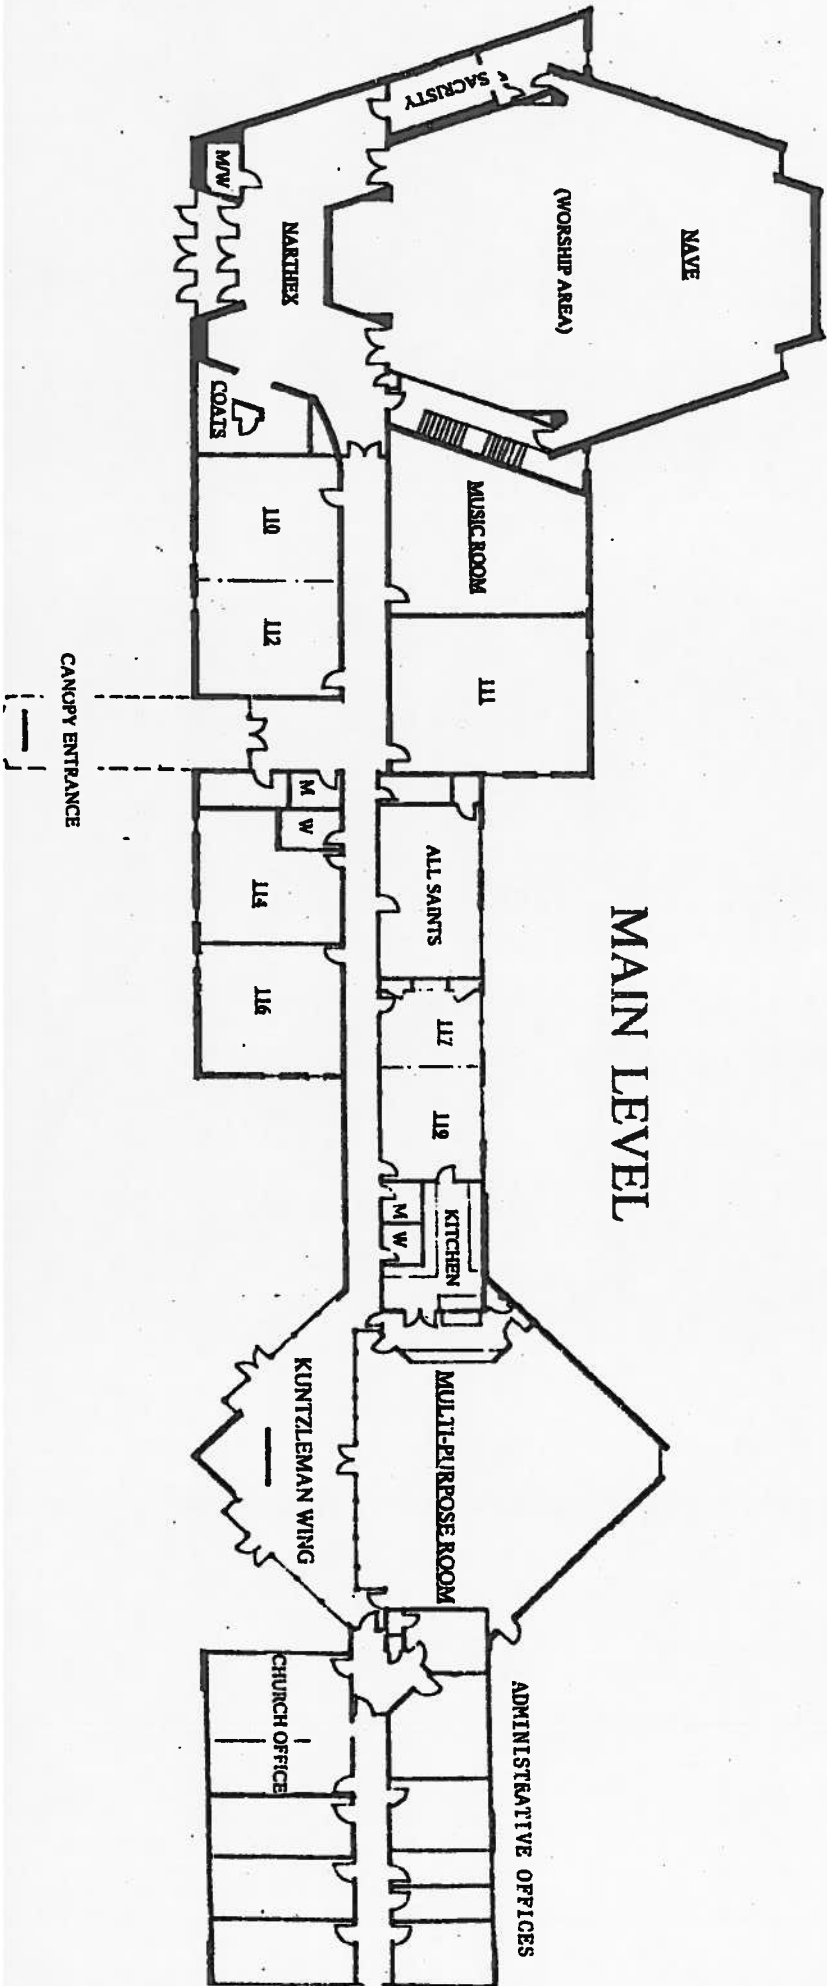 MAIN LEVEL
SACRISTY
M/W
NARTHEX
NAVE
(WORSHIP AREA)
COATS
110
112
MUSIC ROOM
111
CANOPY ENTRANCE
M
W
114
116
ALL SAINTS
117
119
M
W
KITCHEN
KUNTZLEMAN WING
MULTI-PURPOSE ROOM
CHURCH OFFICE
ADMINISTRATIVE OFFICES